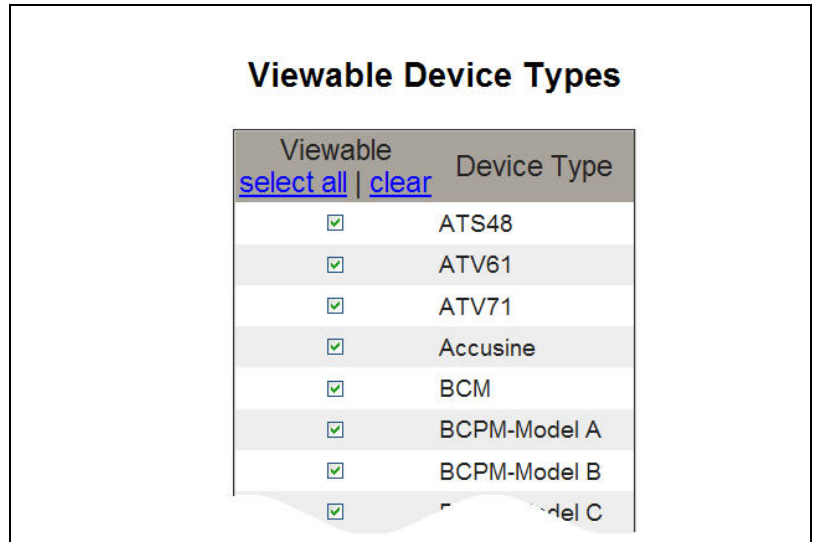 Viewable Device Types
Viewable
select all | clear
Device Type
ATS48
ATV61
ATV71
Accusine
BCM
BCPM-Model A
BCPM-Model B
C